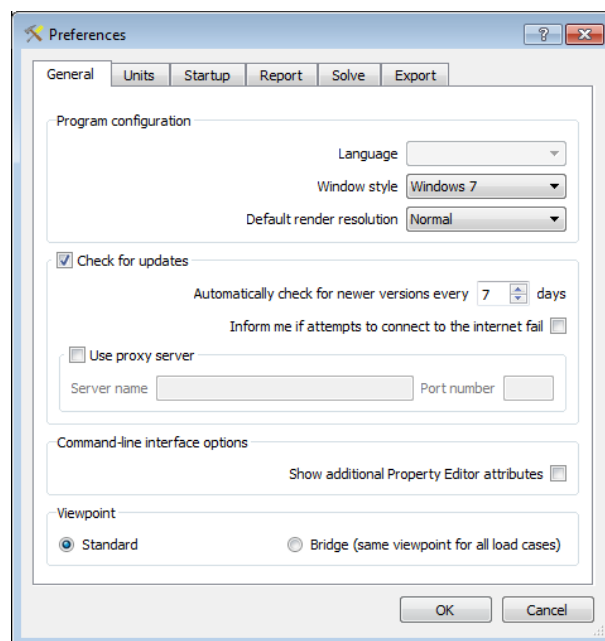 Preferences
General Units Startup Report Solve Export
Program configuration
Language
Window style Windows 7
Default render resolution Normal
Check for updates
Automatically check for newer versions every 7 days
Inform me if attempts to connect to the internet fail
Use proxy server
Server name Port number
Command-line interface options
Show additional Property Editor attributes
Viewpoint
Standard Bridge (same viewpoint for all load cases)
OK Cancel